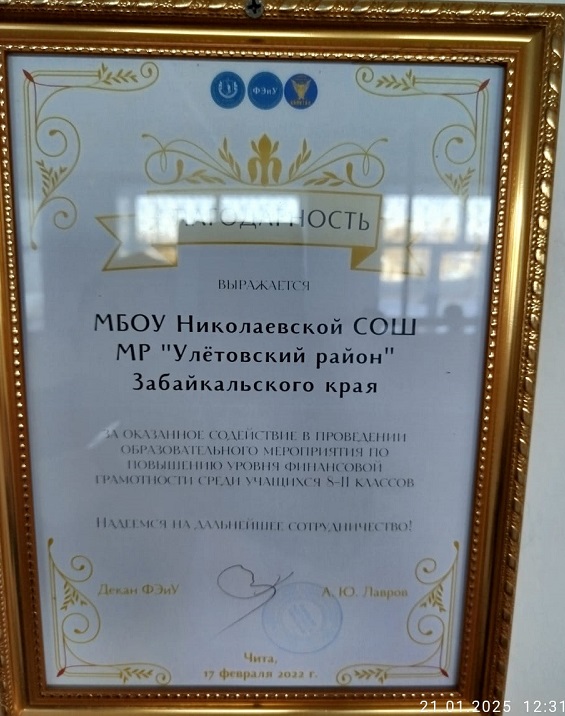 ФЭиУ
БЛАГОДАРНОСТЬ
ВЫРАЖАЕТСЯ
МБОУ Николаевской СОШ
МР "Улётовский район"
Забайкальского края
ЗА ОКАЗАННОЕ СОДЕЙСТВИЕ В ПРОВЕДЕНИИ
ОБРАЗОВАТЕЛЬНОГО МЕРОПРИЯТИЯ ПО
ПОВЫШЕНИЮ УРОВНЯ ФИНАНСОВОЙ
ГРАМОТНОСТИ СРЕДИ УЧАЩИХСЯ 8-11 КЛАССОВ
Надеемся на дальнейшее сотрудничество!
Декан ФЭиУ А. Ю. Лавров
Чита,
17 февраля 2022 г.
21.01.2025 12:31